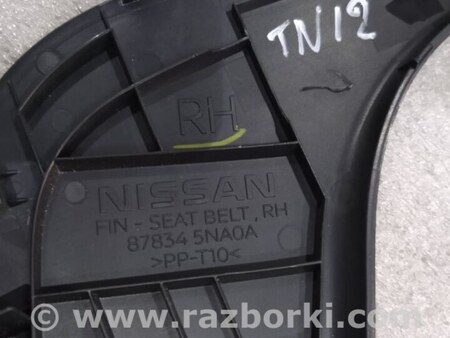 TN12
RH
NISSAN
FIN - SEAT BELT , RH
87834 5NA0A
>PP-T10<
www.razborki.com